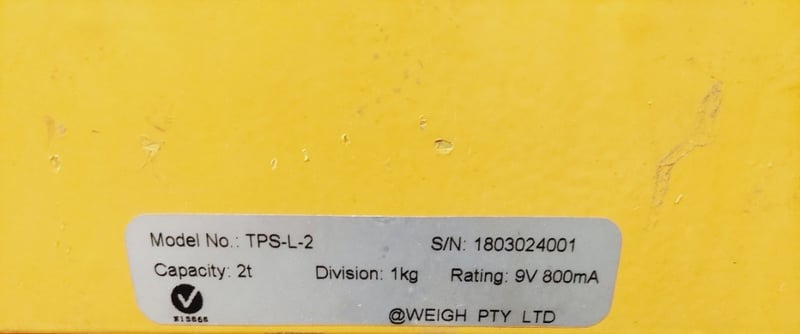 Model No.: TPS-L-2 S/N: 1803024001
Capacity: 2t Division: 1kg Rating: 9V 800mA
@WEIGH PTY LTD